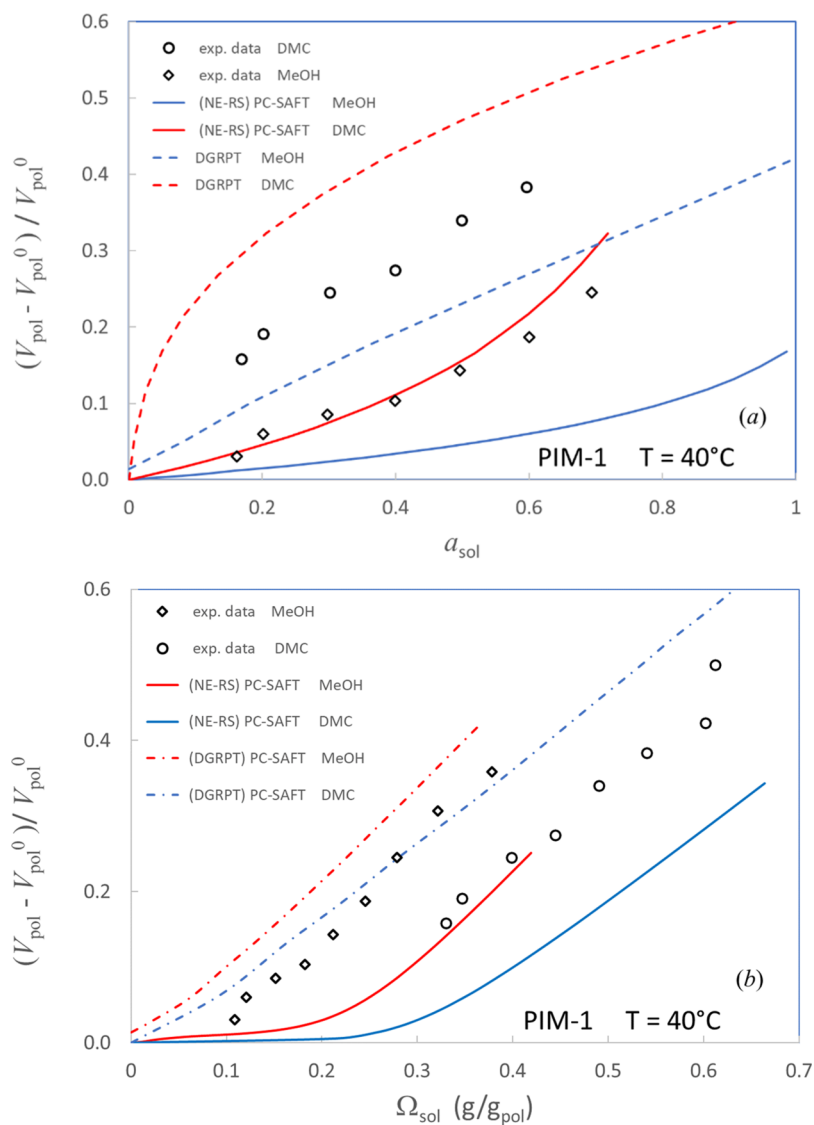 0.6
exp. data DMC
exp. data MeOH
0.5
(NE-RS) PC-SAFT MeOH
(NE-RS) PC-SAFT DMC
DGRPT MeOH
0.4
DGRPT DMC
(Vpol - Vpol⁰) / Vpol⁰
0.3
0.2
0.1
(a)
PIM-1 T = 40°C
0.0
0 0.2 0.4 0.6 0.8 1
asol
0.6
exp. data MeOH
exp. data DMC
(NE-RS) PC-SAFT MeOH
(NE-RS) PC-SAFT DMC
0.4
(DGRPT) PC-SAFT MeOH
(DGRPT) PC-SAFT DMC
(Vpol - Vpol⁰)/ Vpol⁰
0.2
(b)
PIM-1 T = 40°C
0.0
0 0.1 0.2 0.3 0.4 0.5 0.6 0.7
Ωsol (g/gpol)